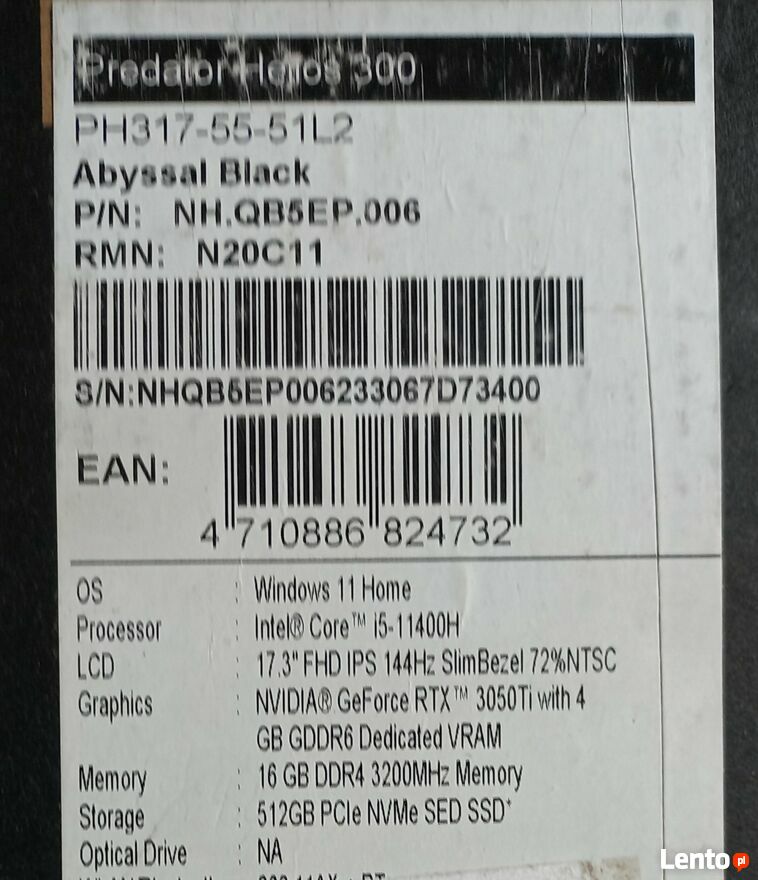 Predator Helios 300
PH317-55-51L2
Abyssal Black
P/N: NH.QB5EP.006
RMN: N20C11
S/N:NHQB5EP006233067D73400
EAN:
4 710886 824732
OS : Windows 11 Home
Processor : Intel® Core™ i5-11400H
LCD : 17.3" FHD IPS 144Hz SlimBezel 72%NTSC
Graphics : NVIDIA® GeForce RTX™ 3050Ti with 4
GB GDDR6 Dedicated VRAM
Memory : 16 GB DDR4 3200MHz Memory
Storage : 512GB PCIe NVMe SED SSD*
Optical Drive : NA
Lento pl